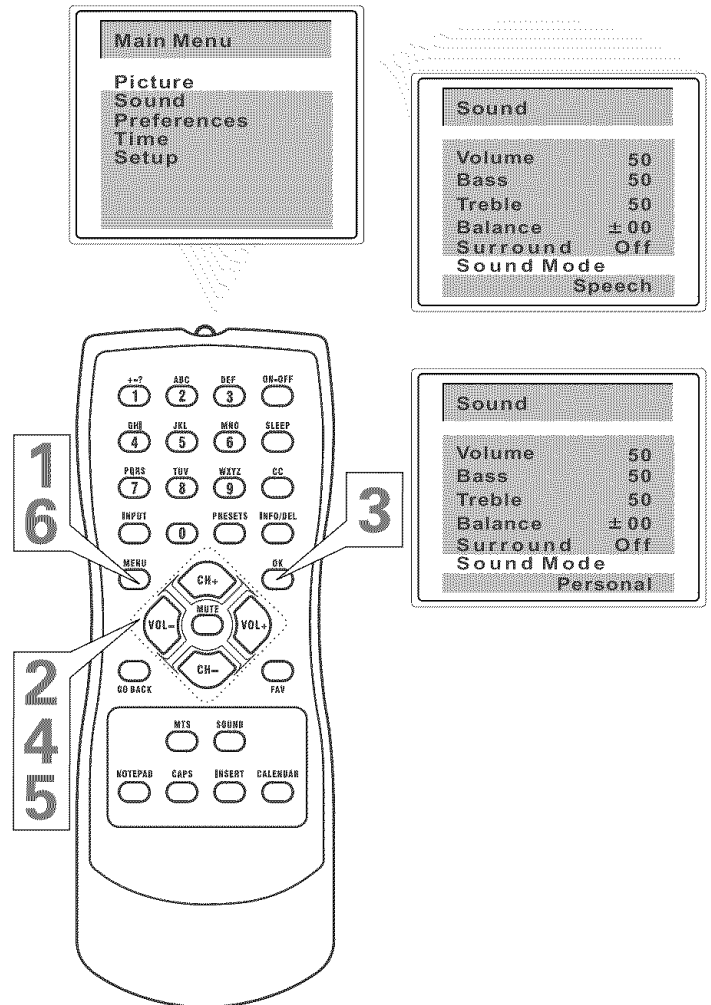 Main Menu
Picture
Sound
Preferences
Time
Setup
Sound
Volume 50
Bass 50
Treble 50
Balance ±00
Surround Off
Sound Mode
Speech
Sound
Volume 50
Bass 50
Treble 50
Balance ±00
Surround Off
Sound Mode
Personal
+-? ABC DEF ON-OFF
1 2 3
GHI JKL MNO SLEEP
4 5 6
PQRS TUV WXYZ CC
7 8 9
INPUT PRESETS INFO/DEL
0
MENU OK
CH+
MUTE
VOL- VOL+
CH-
GO BACK FAV
MTS SOUND
NOTEPAD CAPS INSERT CALENDAR
1
6
3
2
4
5